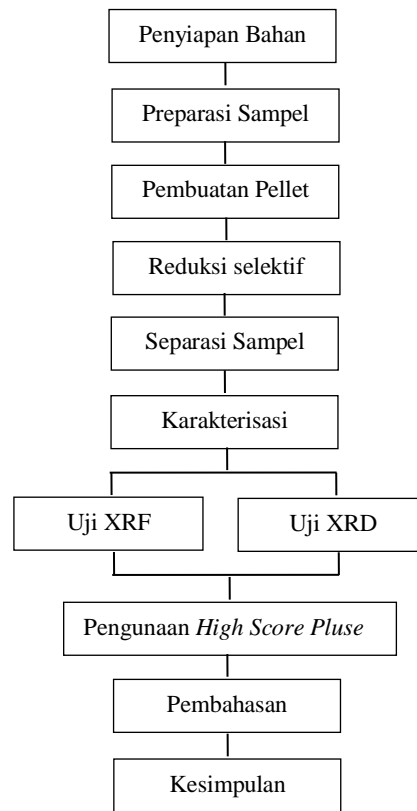 Penyiapan Bahan
Preparasi Sampel
Pembuatan Pellet
Reduksi selektif
Separasi Sampel
Karakterisasi
Uji XRF
Uji XRD
Pengunaan High Score Pluse
Pembahasan
Kesimpulan